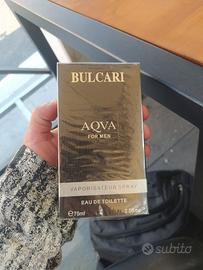 BULCARI
AQVA
FOR MEN
VAPORISATEUR SPRAY
EAU DE TOILETTE
℮75ml
subito